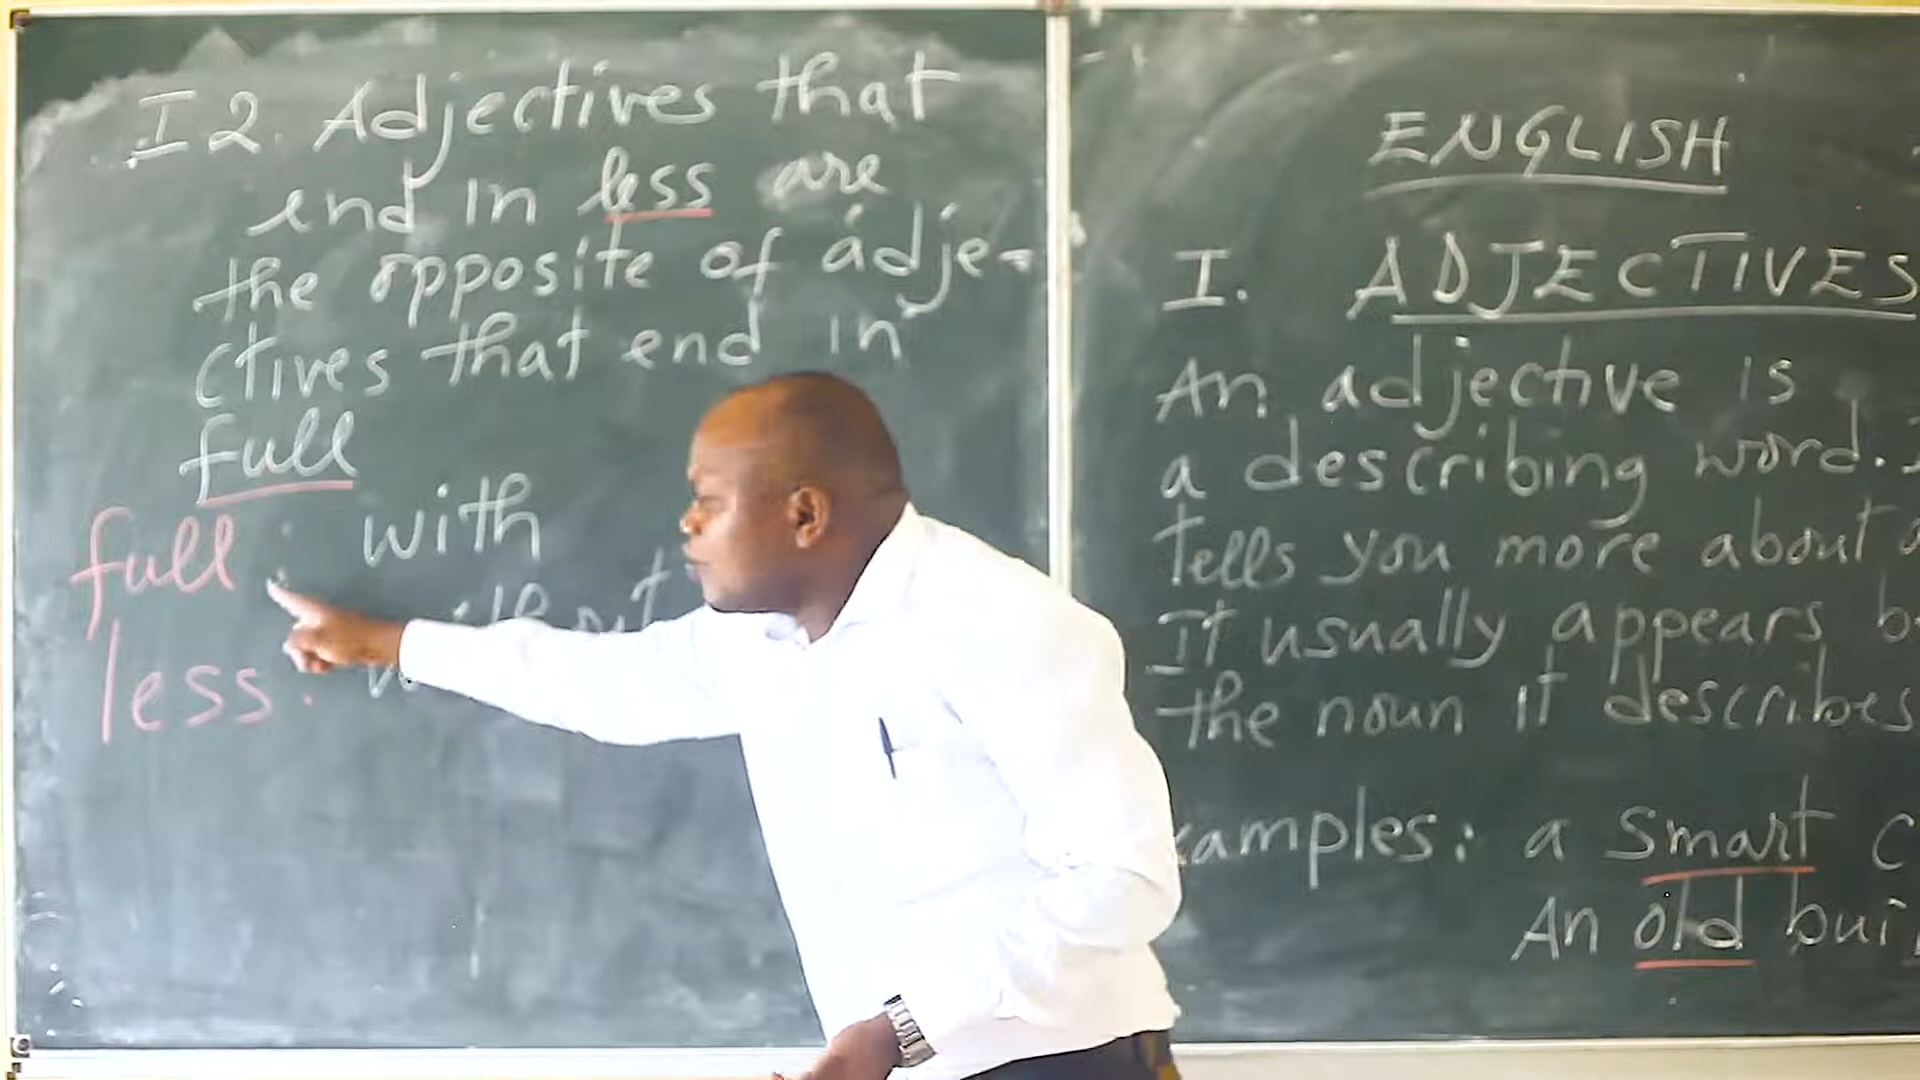 I2. Adjectives that
end in less are
the opposite of adje-
ctives that end in
full
full: with
less: without
ENGLISH
I. ADJECTIVES
An adjective is
a describing word.
tells you more about
It usually appears
the noun it describes
amples: a smart
An old